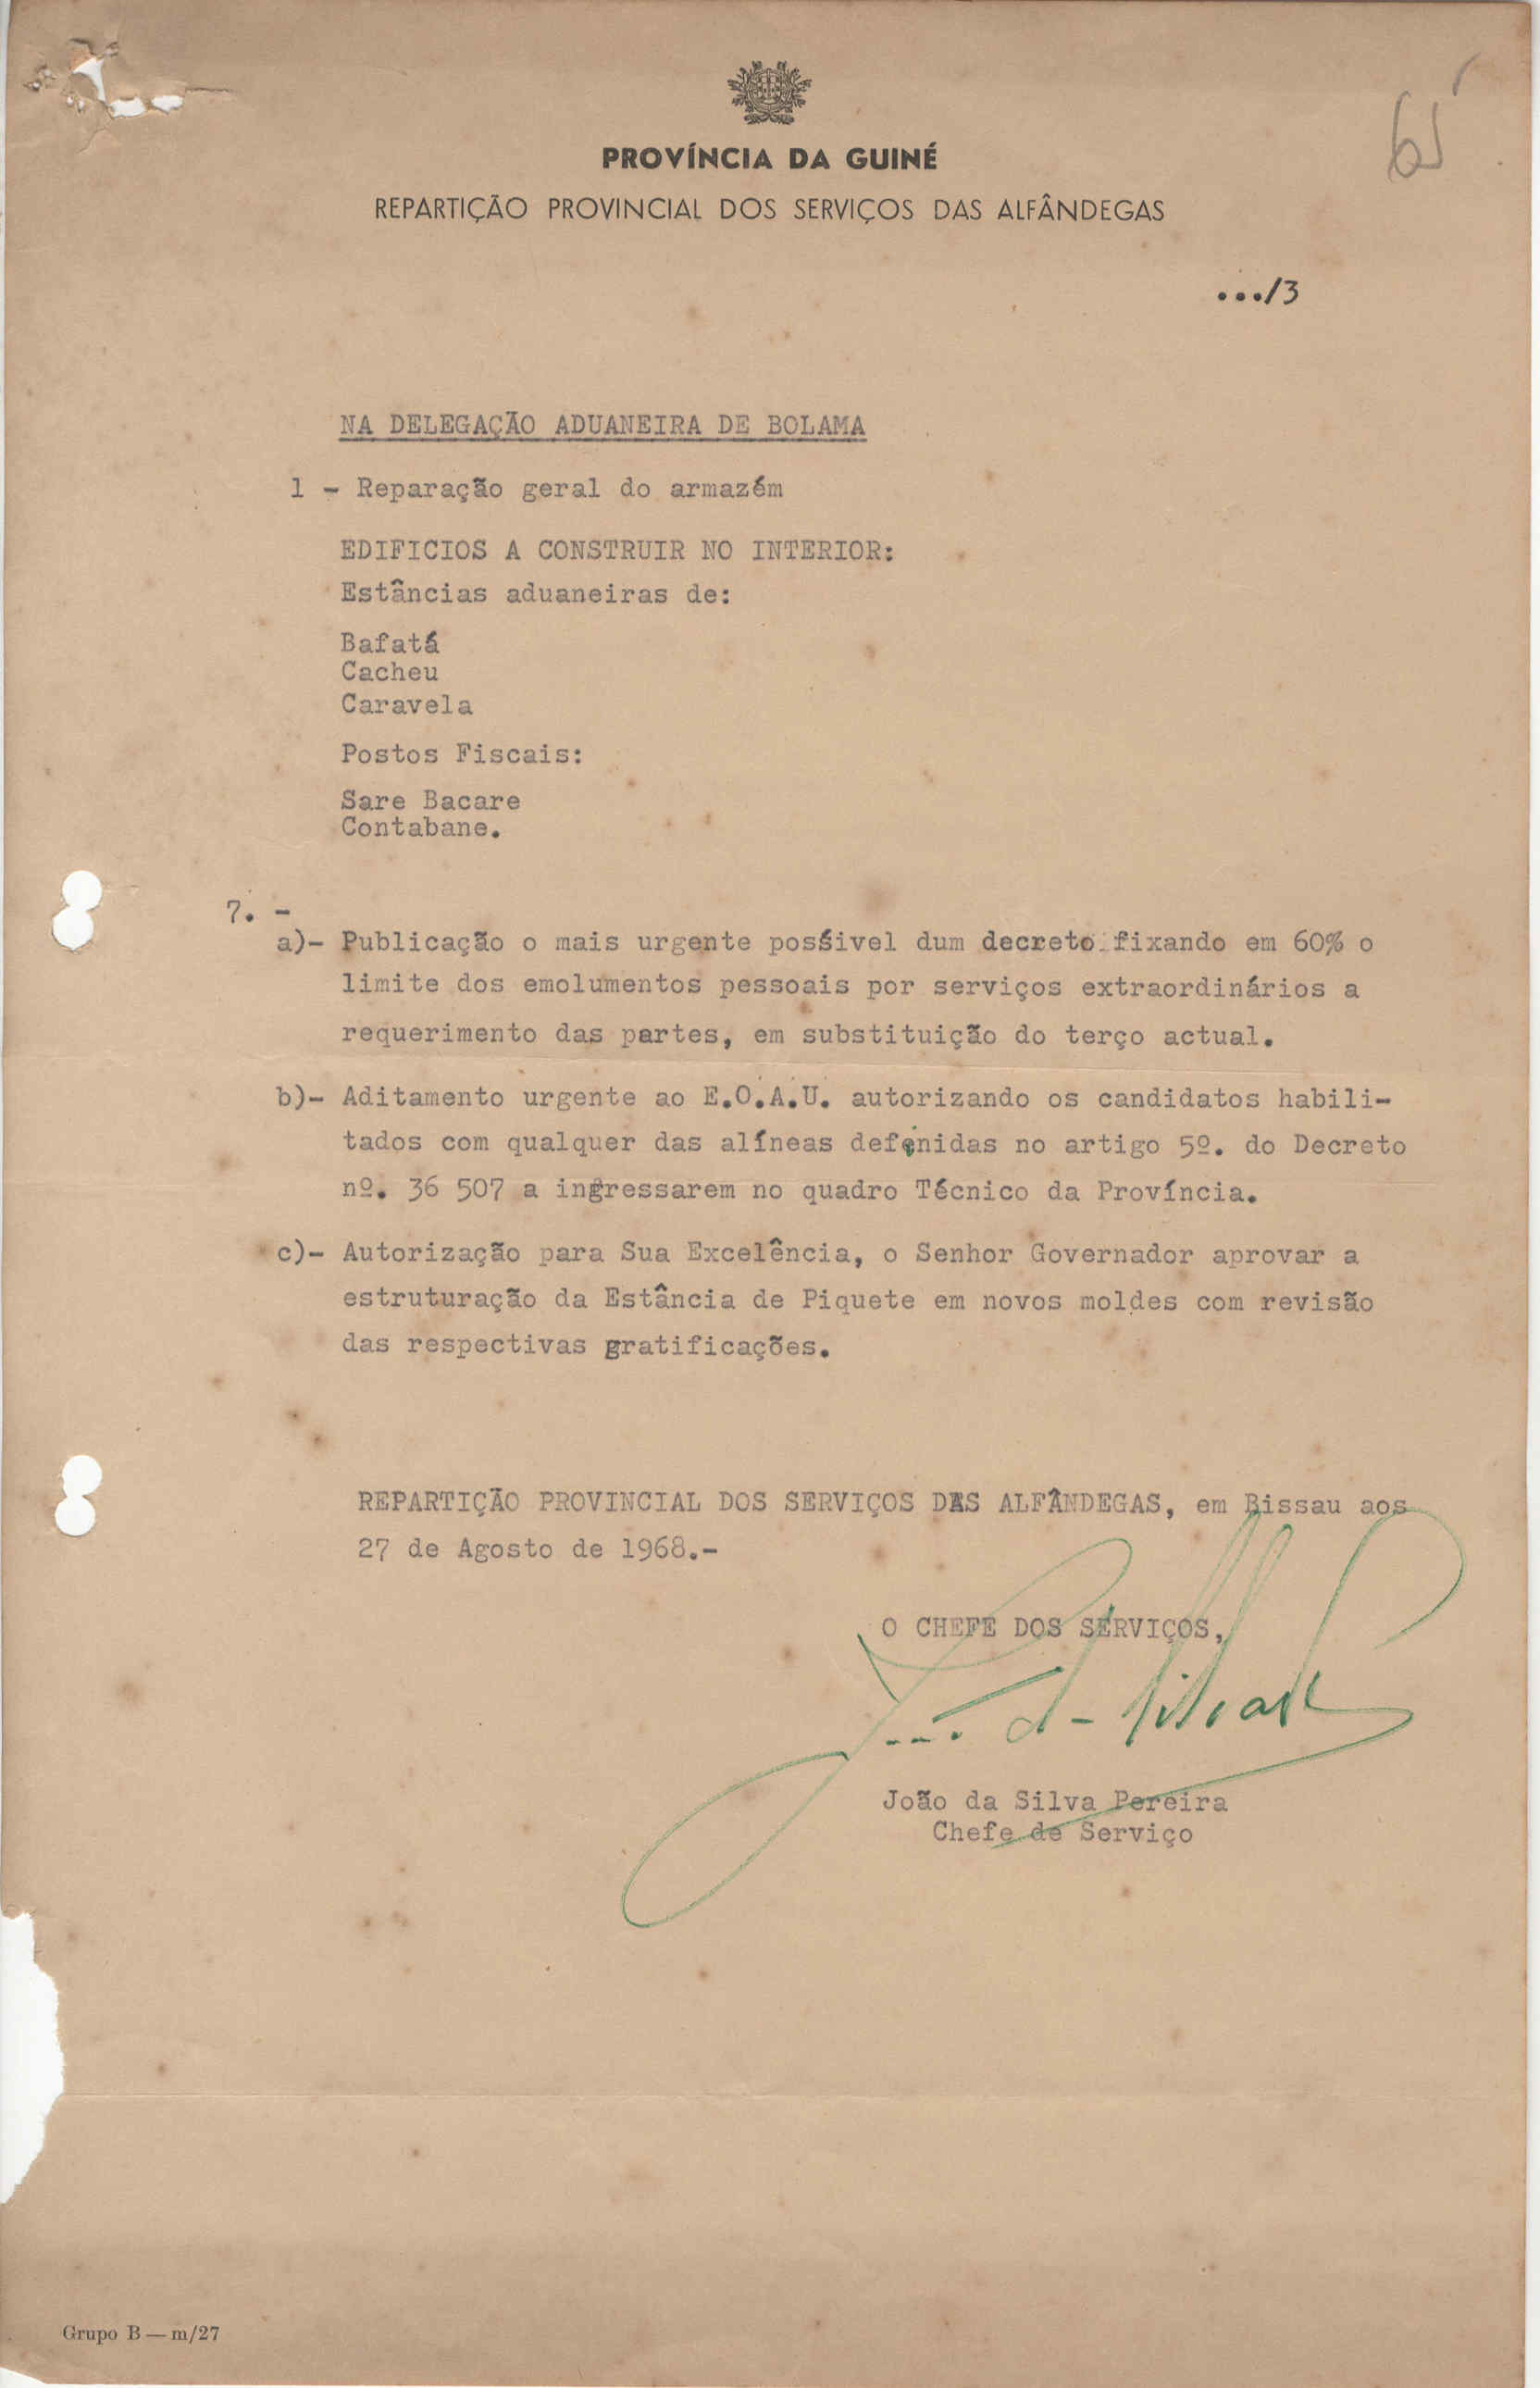 65
PROVÍNCIA DA GUINÉ
REPARTIÇÃO PROVINCIAL DOS SERVIÇOS DAS ALFÂNDEGAS
.../3
NA DELEGAÇÃO ADUANEIRA DE BOLAMA
1 - Reparação geral do armazém
EDIFICIOS A CONSTRUIR NO INTERIOR:
Estâncias aduaneiras de:
Bafatá
Cacheu
Caravela
Postos Fiscais:
Sare Bacare
Contabane.
7. -
a)- Publicação o mais urgente possivel dum decreto fixando em 60% o
limite dos emolumentos pessoais por serviços extraordinários a
requerimento das partes, em substituição do terço actual.
b)- Aditamento urgente ao E.O.A.U. autorizando os candidatos habili-
tados com qualquer das alíneas definidas no artigo 5º. do Decreto
nº. 36 507 a ingressarem no quadro Técnico da Província.
c)- Autorização para Sua Excelência, o Senhor Governador aprovar a
estruturação da Estância de Piquete em novos moldes com revisão
das respectivas gratificações.
REPARTIÇÃO PROVINCIAL DOS SERVIÇOS DAS ALFÂNDEGAS, em Bissau aos
27 de Agosto de 1968.-
O CHEFE DOS SERVIÇOS,
João da Silva Pereira
Chefe de Serviço
Grupo B — m/27